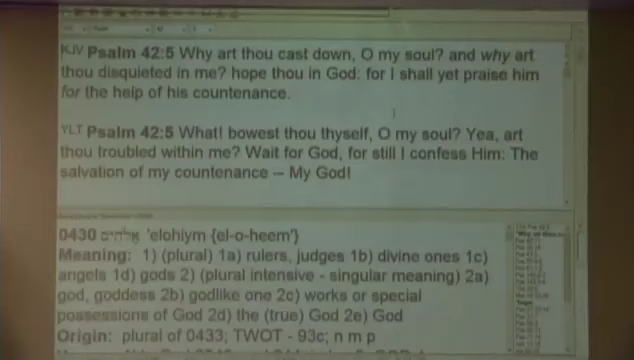 KJV Psalm 42:5 Why art thou cast down, O my soul? and why art
thou disquieted in me? hope thou in God: for I shall yet praise him
for the help of his countenance.
YLT Psalm 42:5 What! bowest thou thyself, O my soul? Yea, art
thou troubled within me? Wait for God, for still I confess Him: The
salvation of my countenance -- My God!
0430 אלהים 'elohiym {el-o-heem'}
Meaning: 1) (plural) 1a) rulers, judges 1b) divine ones 1c)
angels 1d) gods 2) (plural intensive - singular meaning) 2a)
god, goddess 2b) godlike one 2c) works or special
possessions of God 2d) the (true) God 2e) God
Origin: plural of 0433; TWOT - 93c; n m p